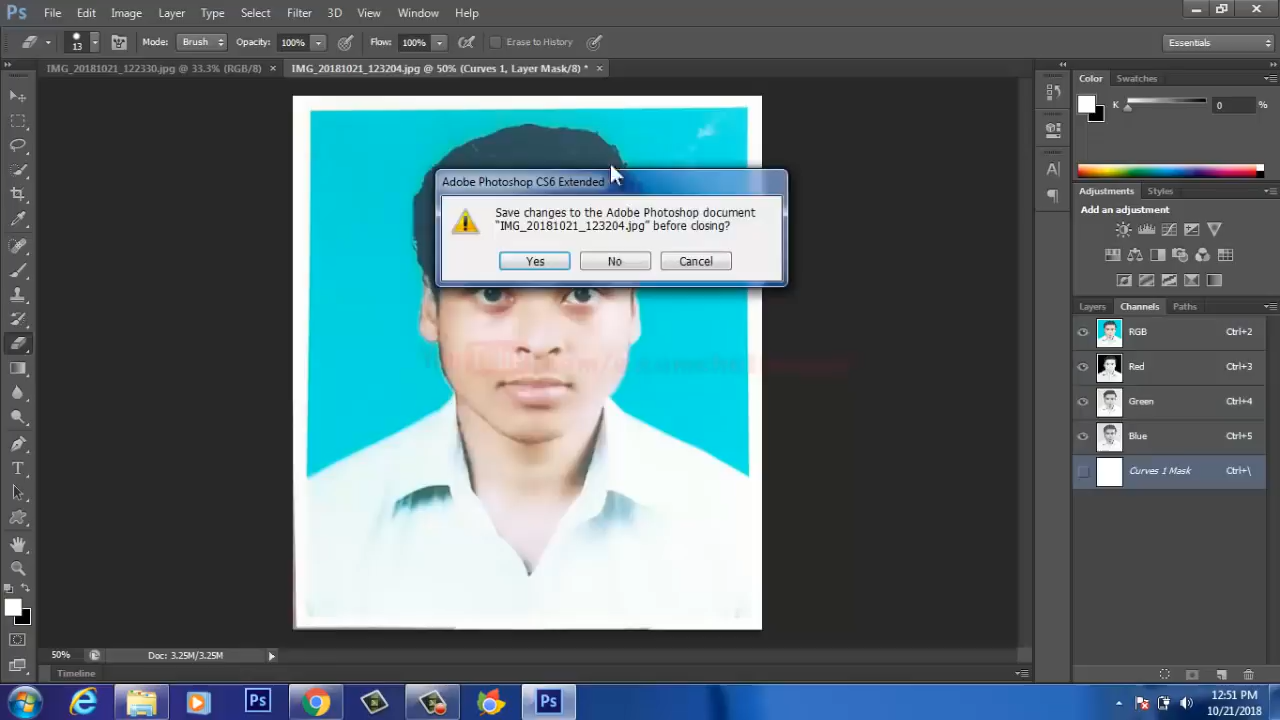 Ps File Edit Image Layer Type Select Filter 3D View Window Help
13 Mode: Brush Opacity: 100% Flow: 100% Erase to History Essentials
IMG_20181021_122330.jpg @ 33.3% (RGB/8) × IMG_20181021_123204.jpg @ 50% (Curves 1, Layer Mask/8) * ×
Color Swatches
K 0 %
Adobe Photoshop CS6 Extended
Save changes to the Adobe Photoshop document
"IMG_20181021_123204.jpg" before closing?
Yes No Cancel
Adjustments Styles
Add an adjustment
Layers Channels Paths
RGB Ctrl+2
Red Ctrl+3
Green Ctrl+4
Blue Ctrl+5
Curves 1 Mask Ctrl+\
50% Doc: 3.25M/3.25M
Timeline
12:51 PM
10/21/2018